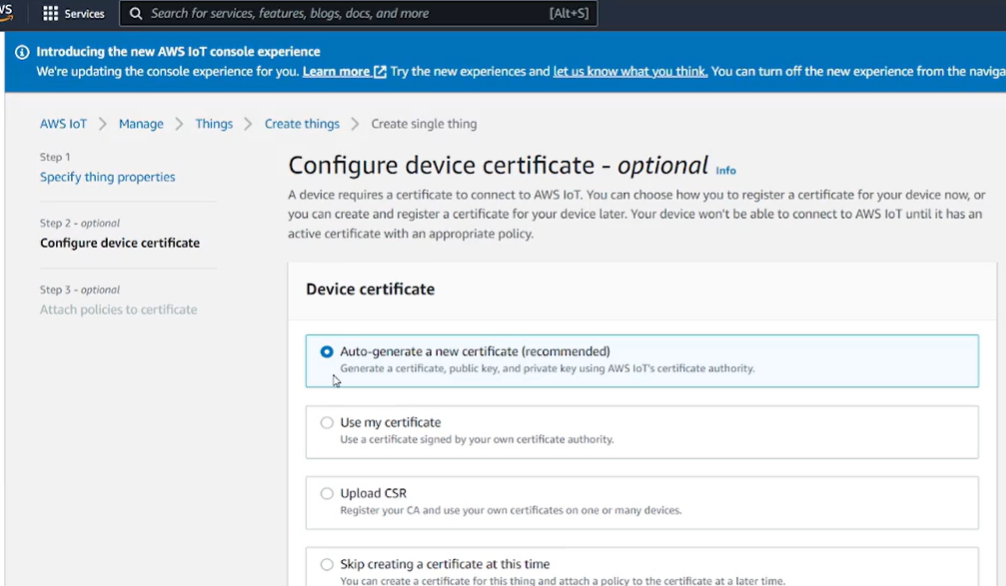 Services
Search for services, features, blogs, docs, and more [Alt+S]
Introducing the new AWS IoT console experience
We're updating the console experience for you. Learn more Try the new experiences and let us know what you think. You can turn off the new experience from the
AWS IoT > Manage > Things > Create things > Create single thing
Step 1
Specify thing properties
Step 2 - optional
Configure device certificate
Step 3 - optional
Attach policies to certificate
Configure device certificate - optional Info
A device requires a certificate to connect to AWS IoT. You can choose how you to register a certificate for your device now, or
you can create and register a certificate for your device later. Your device won't be able to connect to AWS IoT until it has an
active certificate with an appropriate policy.
Device certificate
Auto-generate a new certificate (recommended)
Generate a certificate, public key, and private key using AWS IoT's certificate authority.
Use my certificate
Use a certificate signed by your own certificate authority.
Upload CSR
Register your CA and use your own certificates on one or many devices.
Skip creating a certificate at this time
You can create a certificate for this thing and attach a policy to the certificate at a later time.